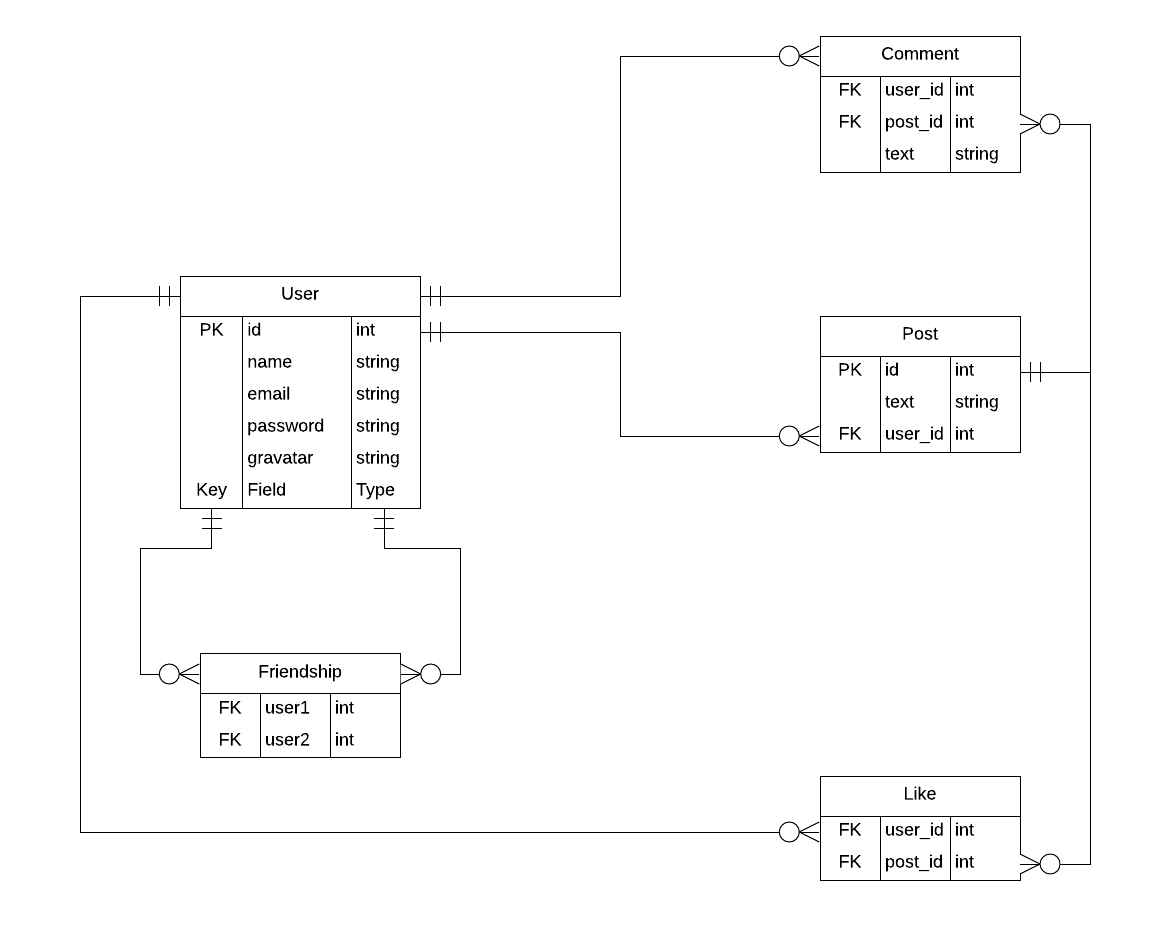 Comment
FK user_id int
FK post_id int
text string
User
PK id int
name string
email string
password string
gravatar string
Key Field Type
Post
PK id int
text string
FK user_id int
Friendship
FK user1 int
FK user2 int
Like
FK user_id int
FK post_id int